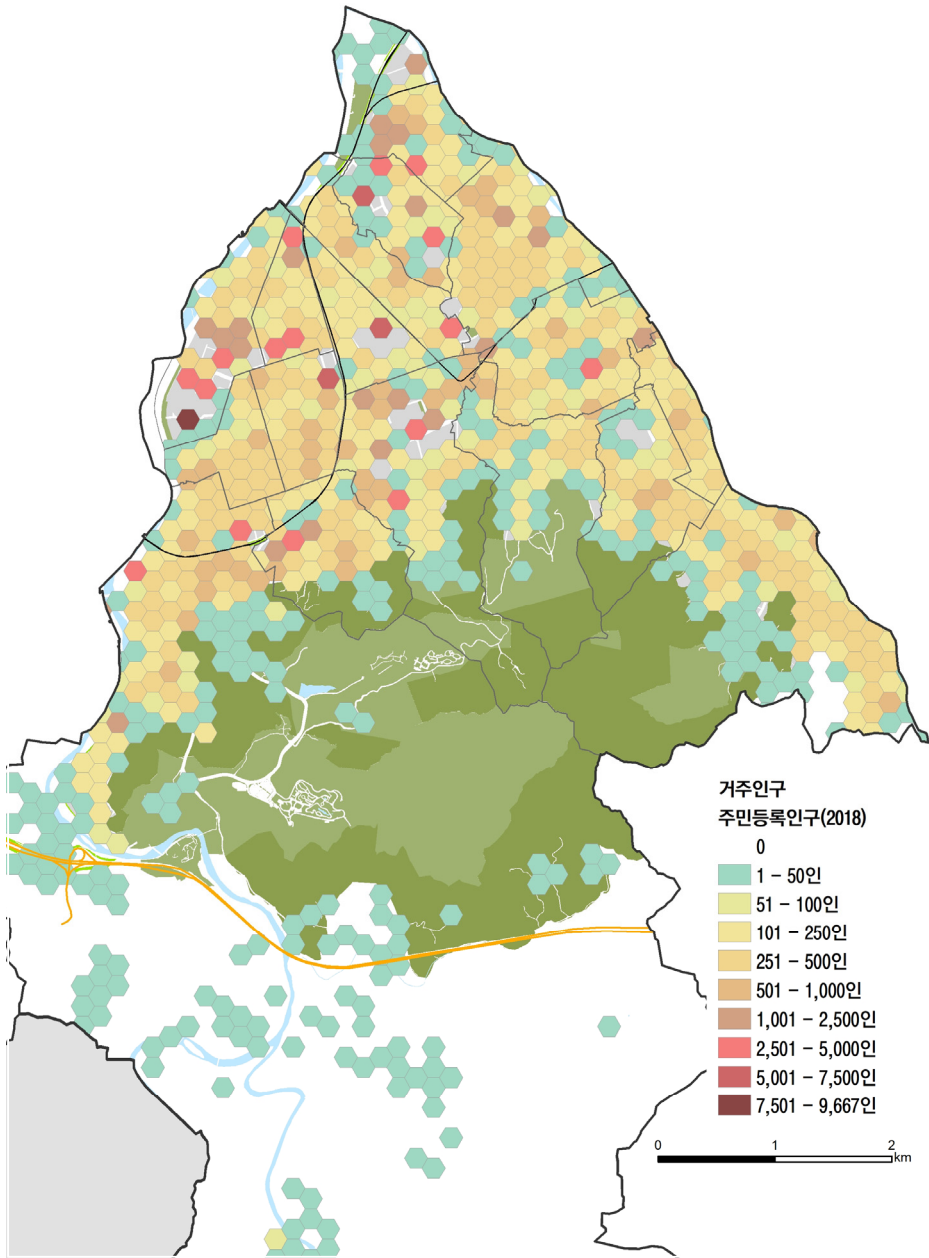 거주인구
주민등록인구(2018)
0
1 – 50인
51 – 100인
101 – 250인
251 – 500인
501 – 1,000인
1,001 – 2,500인
2,501 – 5,000인
5,001 – 7,500인
7,501 – 9,667인
0 1 2
km